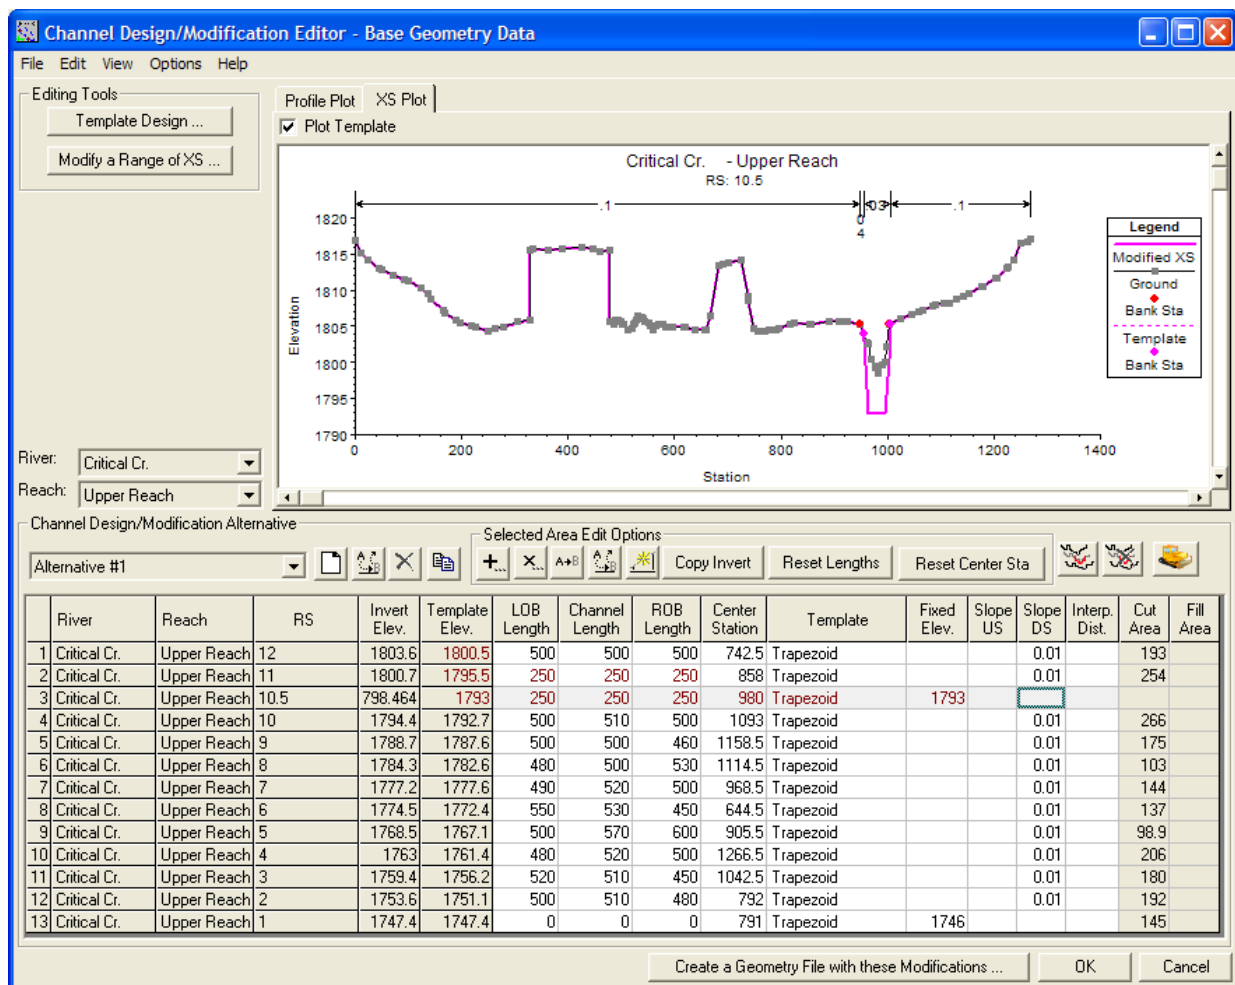 Channel Design/Modification Editor - Base Geometry Data
File Edit View Options Help
Editing Tools
Template Design ...
Modify a Range of XS ...
Profile Plot XS Plot
Plot Template
Critical Cr. - Upper Reach
RS: 10.5
.1 .03 .1
0
4
1820
1815
1810
1805
1800
1795
1790
Elevation
0 200 400 600 800 1000 1200 1400
Station
Legend
Modified XS
Ground
Bank Sta
Template
Bank Sta
River: Critical Cr.
Reach: Upper Reach
Channel Design/Modification Alternative
Alternative #1
Selected Area Edit Options
Copy Invert Reset Lengths Reset Center Sta
River Reach RS Invert Elev. Template Elev. LOB Length Channel Length ROB Length Center Station Template Fixed Elev. Slope US Slope DS Interp. Dist. Cut Area Fill Area
1 Critical Cr. Upper Reach 12 1803.6 1800.5 500 500 500 742.5 Trapezoid 0.01 193
2 Critical Cr. Upper Reach 11 1800.7 1795.5 250 250 250 858 Trapezoid 0.01 254
3 Critical Cr. Upper Reach 10.5 798.464 1793 250 250 250 980 Trapezoid 1793
4 Critical Cr. Upper Reach 10 1794.4 1792.7 500 510 500 1093 Trapezoid 0.01 266
5 Critical Cr. Upper Reach 9 1788.7 1787.6 500 500 460 1158.5 Trapezoid 0.01 175
6 Critical Cr. Upper Reach 8 1784.3 1782.6 480 500 530 1114.5 Trapezoid 0.01 103
7 Critical Cr. Upper Reach 7 1777.2 1777.6 490 520 500 968.5 Trapezoid 0.01 144
8 Critical Cr. Upper Reach 6 1774.5 1772.4 550 530 450 644.5 Trapezoid 0.01 137
9 Critical Cr. Upper Reach 5 1768.5 1767.1 500 570 600 905.5 Trapezoid 0.01 98.9
10 Critical Cr. Upper Reach 4 1763 1761.4 480 520 500 1266.5 Trapezoid 0.01 206
11 Critical Cr. Upper Reach 3 1759.4 1756.2 520 510 450 1042.5 Trapezoid 0.01 180
12 Critical Cr. Upper Reach 2 1753.6 1751.1 500 510 480 792 Trapezoid 0.01 192
13 Critical Cr. Upper Reach 1 1747.4 1747.4 0 0 0 791 Trapezoid 1746 145
Create a Geometry File with these Modifications ... OK Cancel